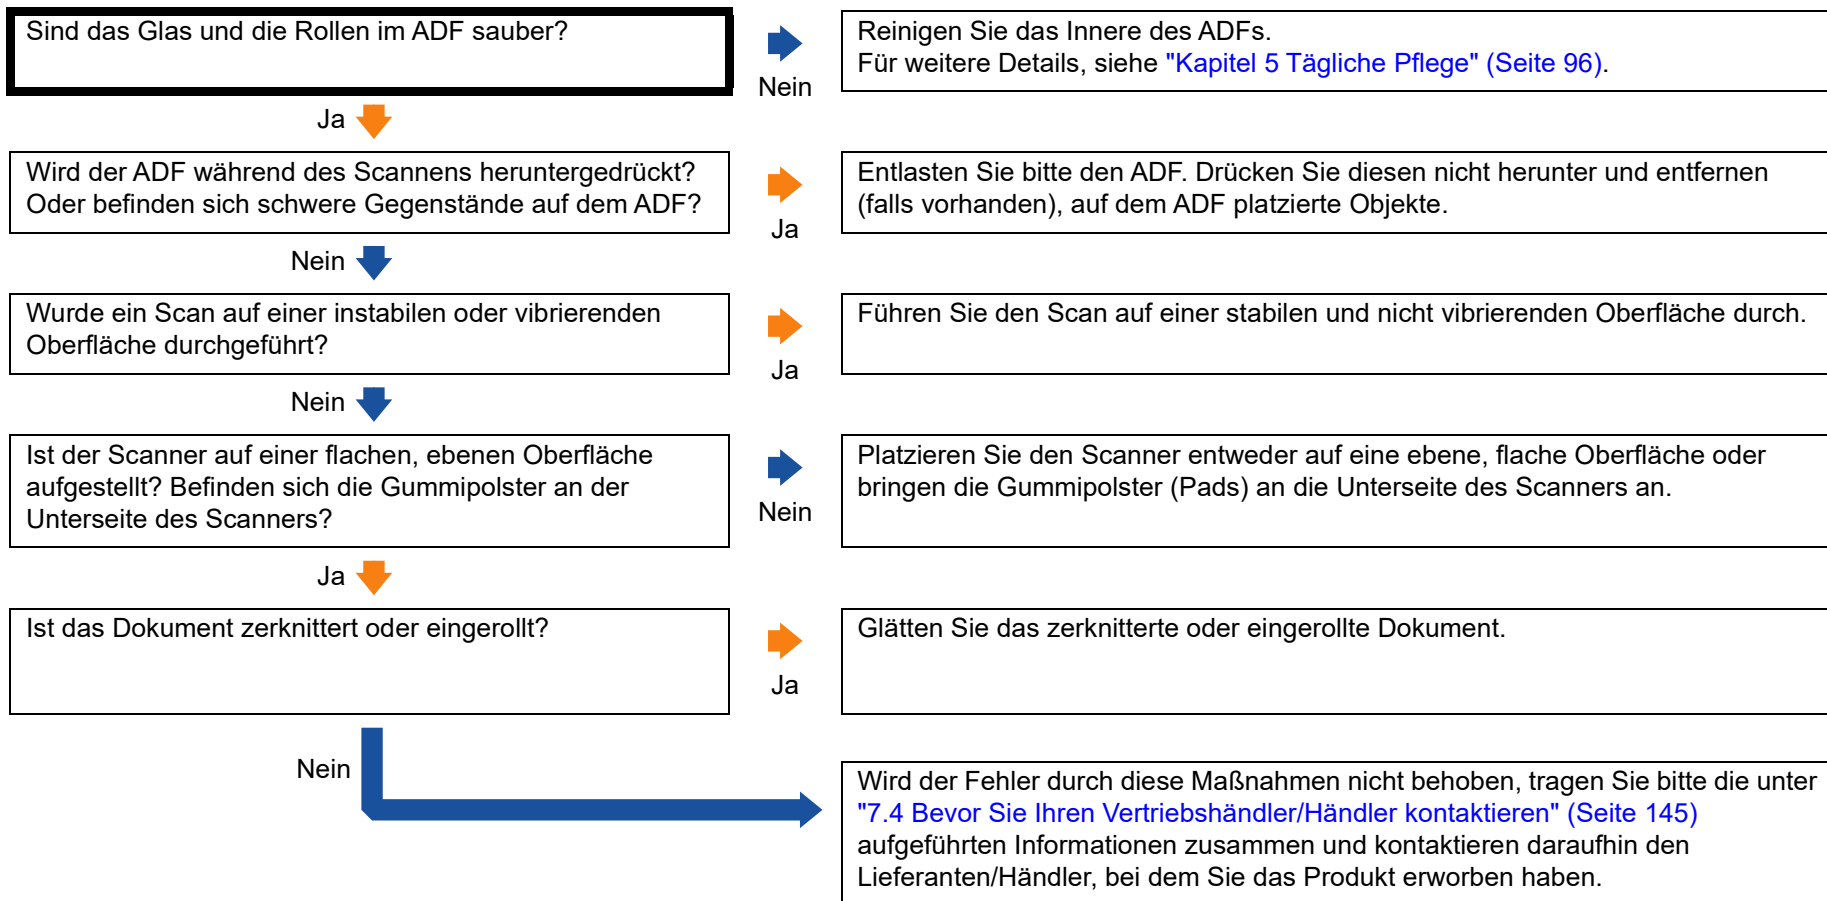 Sind das Glas und die Rollen im ADF sauber?
Nein
Reinigen Sie das Innere des ADFs.
Für weitere Details, siehe "Kapitel 5 Tägliche Pflege" (Seite 96).
Ja
Wird der ADF während des Scannens heruntergedrückt?
Oder befinden sich schwere Gegenstände auf dem ADF?
Ja
Entlasten Sie bitte den ADF. Drücken Sie diesen nicht herunter und entfernen
(falls vorhanden), auf dem ADF platzierte Objekte.
Nein
Wurde ein Scan auf einer instabilen oder vibrierenden
Oberfläche durchgeführt?
Ja
Führen Sie den Scan auf einer stabilen und nicht vibrierenden Oberfläche durch.
Nein
Ist der Scanner auf einer flachen, ebenen Oberfläche
aufgestellt? Befinden sich die Gummipolster an der
Unterseite des Scanners?
Nein
Platzieren Sie den Scanner entweder auf eine ebene, flache Oberfläche oder
bringen die Gummipolster (Pads) an die Unterseite des Scanners an.
Ja
Ist das Dokument zerknittert oder eingerollt?
Ja
Glätten Sie das zerknitterte oder eingerollte Dokument.
Nein
Wird der Fehler durch diese Maßnahmen nicht behoben, tragen Sie bitte die unter
"7.4 Bevor Sie Ihren Vertriebshändler/Händler kontaktieren" (Seite 145)
aufgeführten Informationen zusammen und kontaktieren daraufhin den
Lieferanten/Händler, bei dem Sie das Produkt erworben haben.